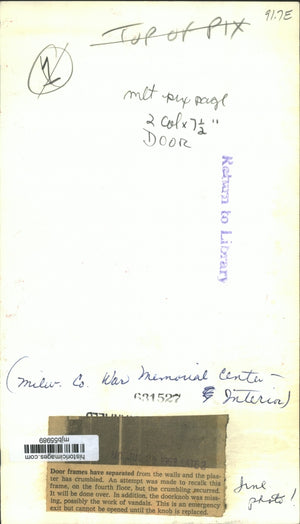 91.7E
TOP OF PIX
mlt pix page
2 col x 7 1/2"
DOOR
Return to Library
(Milw. Co. War Memorial Center -
Interior)
631527
historicimages.com
mjb55989
Door frames have separated from the walls and the plas-
ter has crumbled. An attempt was made to recalk this
frame, on the fourth floor, but the crumbling recurred.
It will be done over. In addition, the doorknob was miss-
ing, possibly the work of vandals. This is an emergency
exit but cannot be opened until the knob is replaced.
photo!